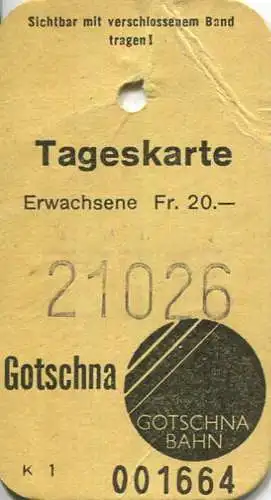 Sichtbar mit verschlossenem Band
tragen!
Tageskarte
Erwachsene Fr. 20.—
21026
Gotschna
GOTSCHNA
BAHN
K 1
001664